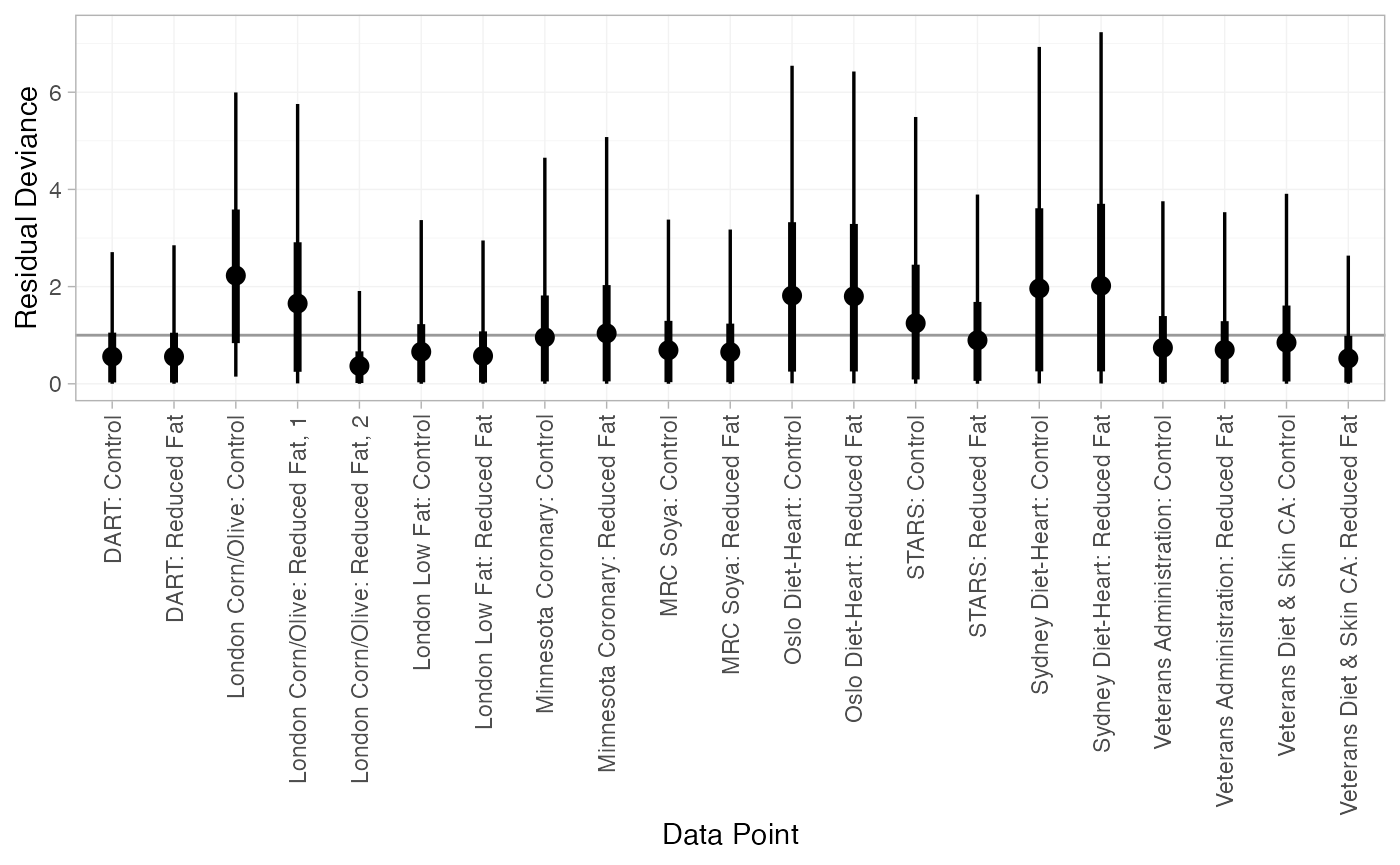 Residual Deviance
6
4
2
0
DART: Control
DART: Reduced Fat
London Corn/Olive: Control
London Corn/Olive: Reduced Fat, 1
London Corn/Olive: Reduced Fat, 2
London Low Fat: Control
London Low Fat: Reduced Fat
Minnesota Coronary: Control
Minnesota Coronary: Reduced Fat
MRC Soya: Control
MRC Soya: Reduced Fat
Oslo Diet-Heart: Control
Oslo Diet-Heart: Reduced Fat
STARS: Control
STARS: Reduced Fat
Sydney Diet-Heart: Control
Sydney Diet-Heart: Reduced Fat
Veterans Administration: Control
Veterans Administration: Reduced Fat
Veterans Diet & Skin CA: Control
Veterans Diet & Skin CA: Reduced Fat
Data Point